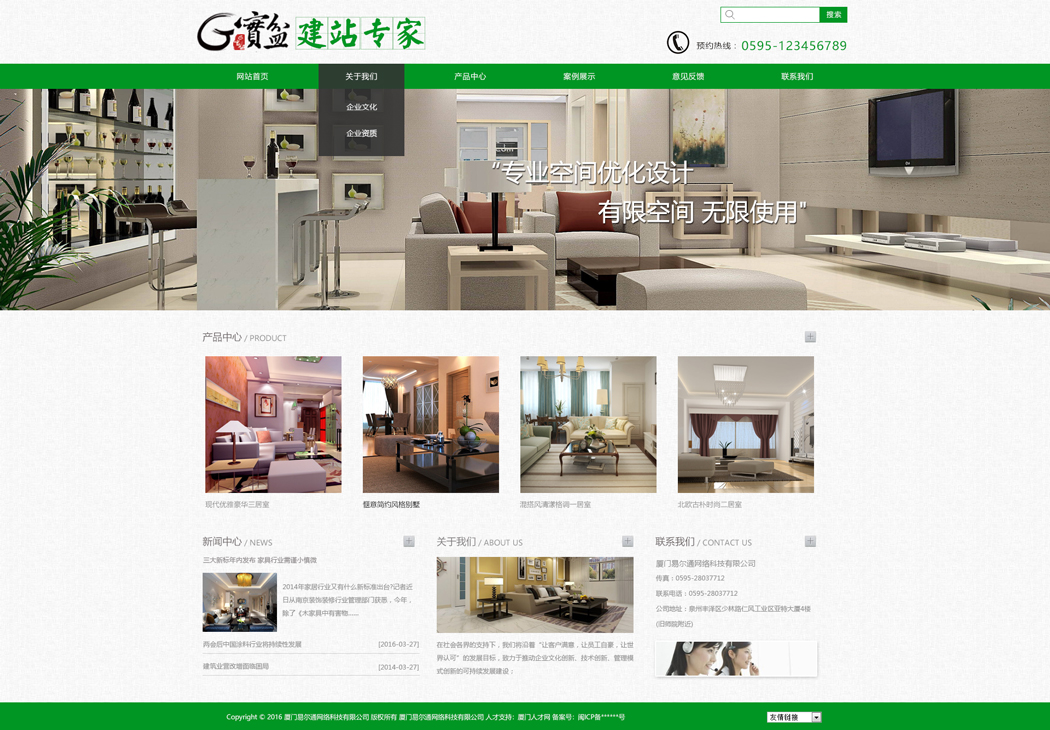 寶盆
建站专家
搜索
预约热线：0595-123456789
网站首页
关于我们
产品中心
案例展示
意见反馈
联系我们
企业文化
企业资质
“专业空间优化设计
有限空间 无限使用"
产品中心 / PRODUCT
现代优雅豪华三居室
惬意简约风格别墅
混搭风清漾格调一居室
北欧古朴时尚二居室
新闻中心 / NEWS
三大新标年内发布 家具行业需谨小慎微
2014年家居行业又有什么新标准出台?记者近
日从南京装饰装修行业管理部门获悉，今年，
除了《木家具中有害物......
两会后中国涂料行业将持续性发展 [2016-03-27]
建筑业营改增面临困局 [2014-03-27]
关于我们 / ABOUT US
在社会各界的支持下，我们将沿着“让客户满意，让员工自豪，让世
界认可”的发展目标，致力于推动企业文化创新、技术创新、管理模
式创新的可持续发展建设；
联系我们 / CONTACT US
厦门易尔通网络科技有限公司
传真：0595-28037712
联系电话：0595-28037712
公司地址：泉州丰泽区少林路仁风工业区亚特大厦4楼
(旧师院附近)
Copyright © 2016 厦门易尔通网络科技有限公司 版权所有 厦门易尔通网络科技有限公司 人才支持：厦门人才网 备案号：闽ICP备******号
友情链接